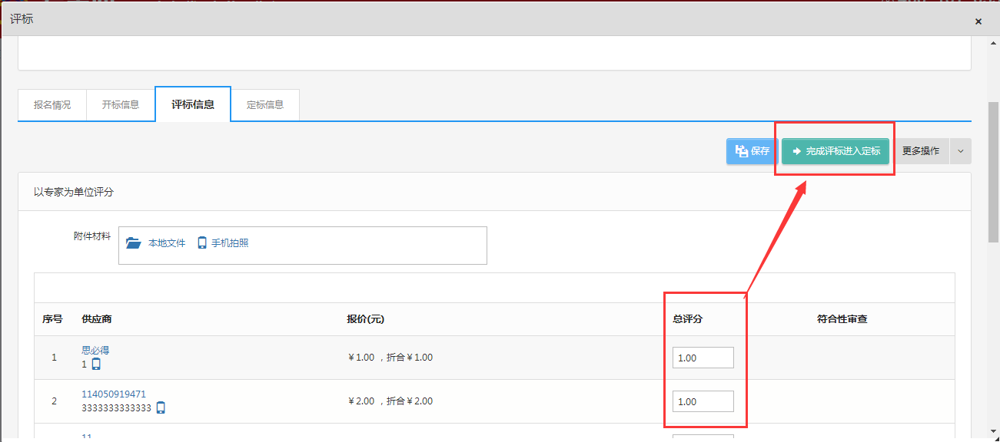 评标
×
报名情况 开标信息 评标信息 定标信息
保存 完成评标进入定标 更多操作
以专家为单位评分
附件材料 本地文件 手机拍照
序号 供应商 报价(元) 总评分 符合性审查
1 思必得 ￥1.00 ，折合￥1.00 1.00
1
2 114050919471 ￥2.00 ，折合￥2.00 1.00
3333333333333
11